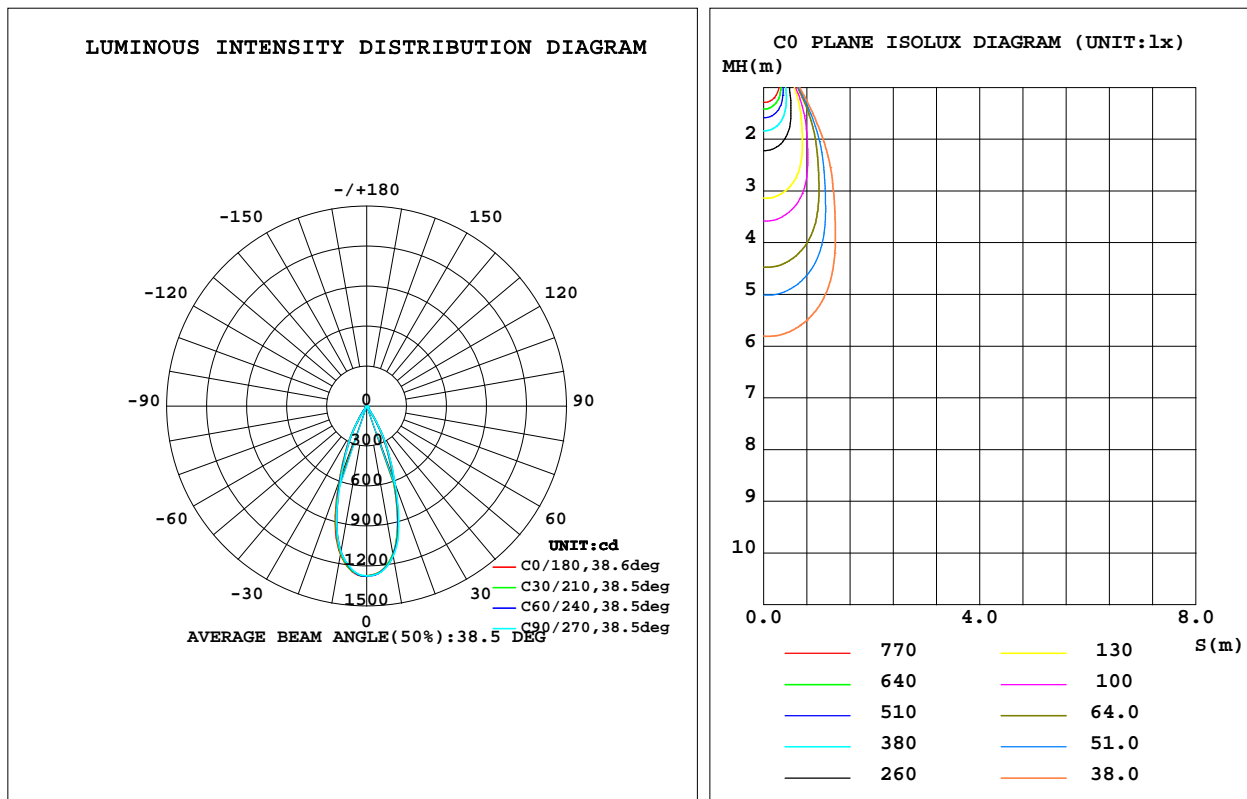 LUMINOUS INTENSITY DISTRIBUTION DIAGRAM
-/+180
-150 150
-120 120
-90 0 90
300
600
-60 900 60
1200
-30 1500 30
0
UNIT:cd
C0/180,38.6deg
C30/210,38.5deg
C60/240,38.5deg
C90/270,38.5deg
AVERAGE BEAM ANGLE(50%):38.5 DEG
C0 PLANE ISOLUX DIAGRAM (UNIT:lx)
MH(m)
2
3
4
5
6
7
8
9
10
0.0 4.0 8.0
S(m)
770 130
640 100
510 64.0
380 51.0
260 38.0